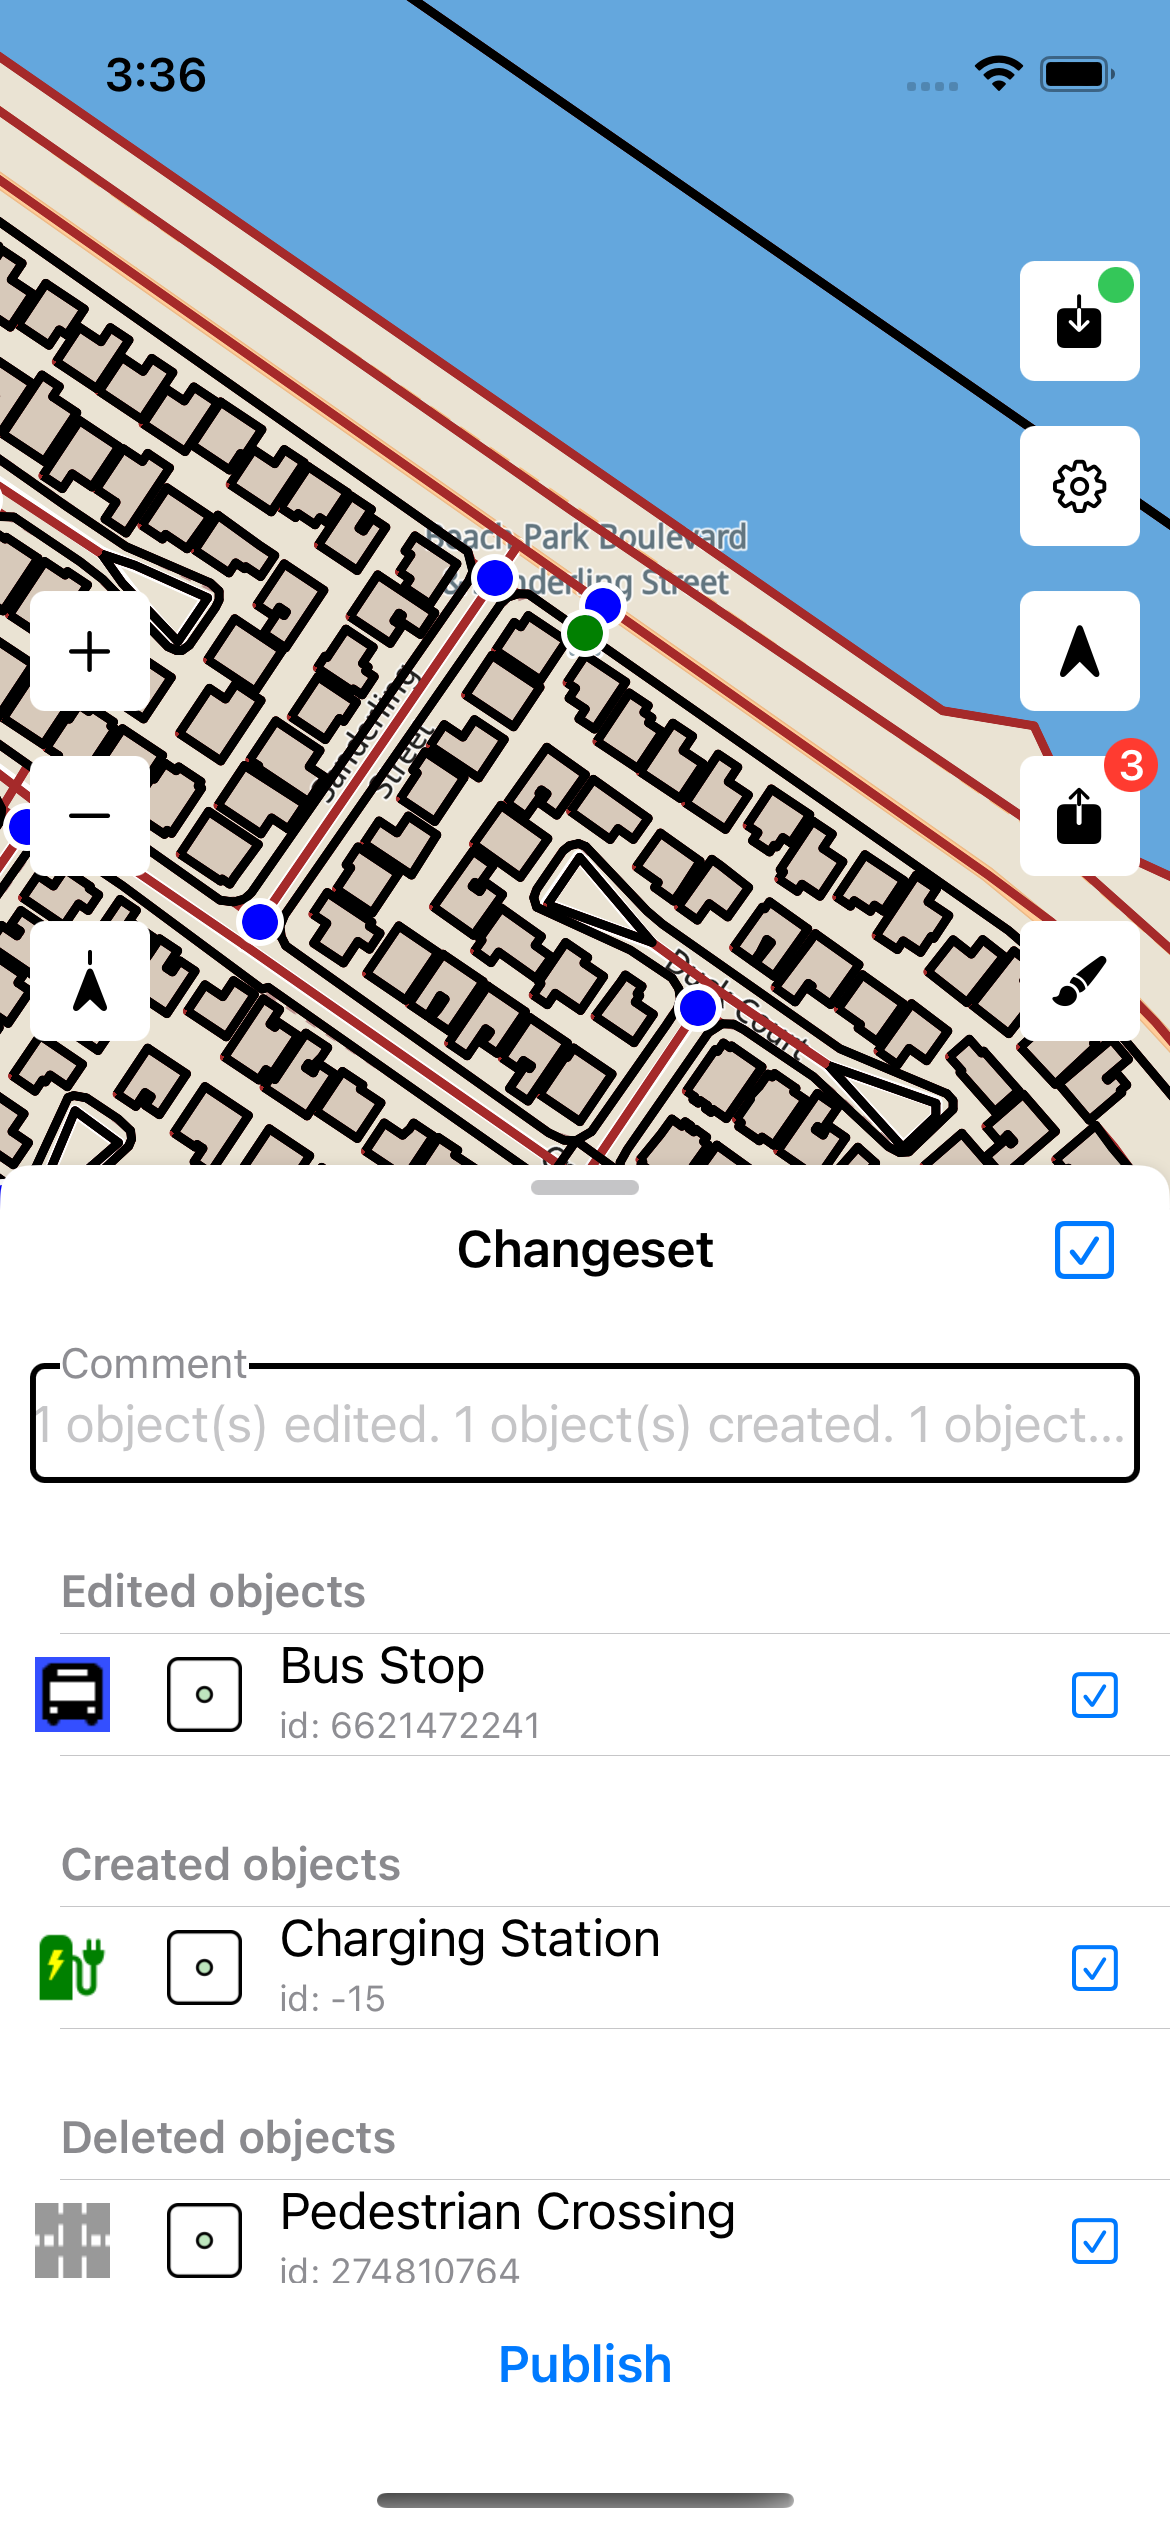 3:36
Beach Park Boulevard
& Sanderling Street
Sanderling
Street
Duck Court
3
Changeset
Comment
1 object(s) edited. 1 object(s) created. 1 object...
Edited objects
Bus Stop
id: 6621472241
Created objects
Charging Station
id: -15
Deleted objects
Pedestrian Crossing
id: 274810764
Publish